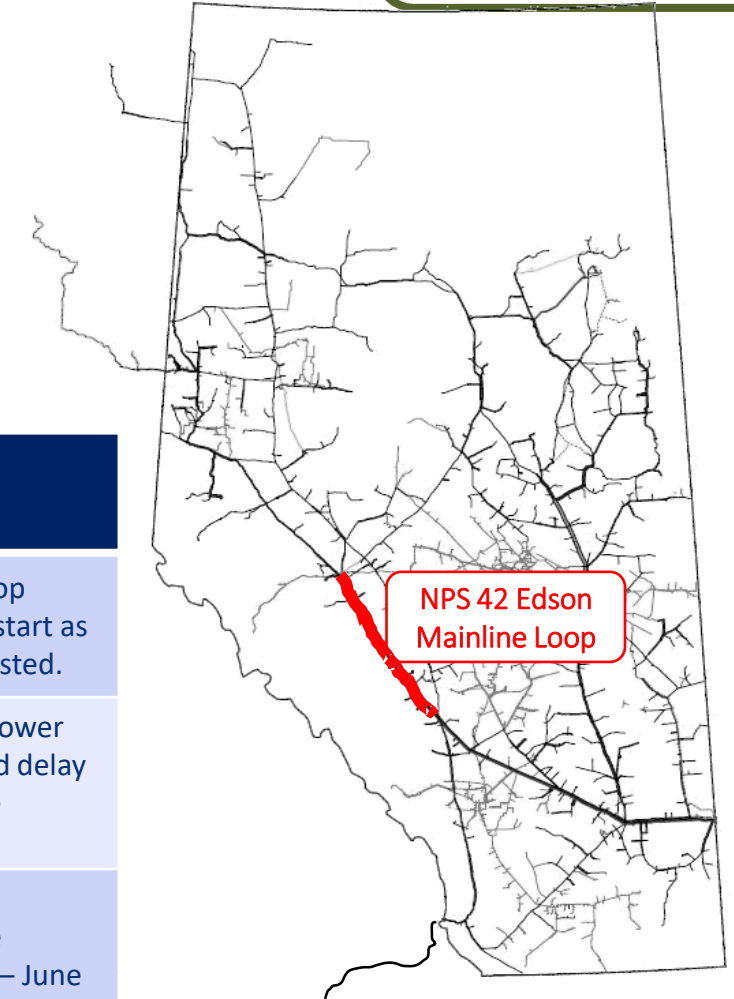 op
start as
sted.
ower
d delay
– June
NPS 42 Edson
Mainline Loop